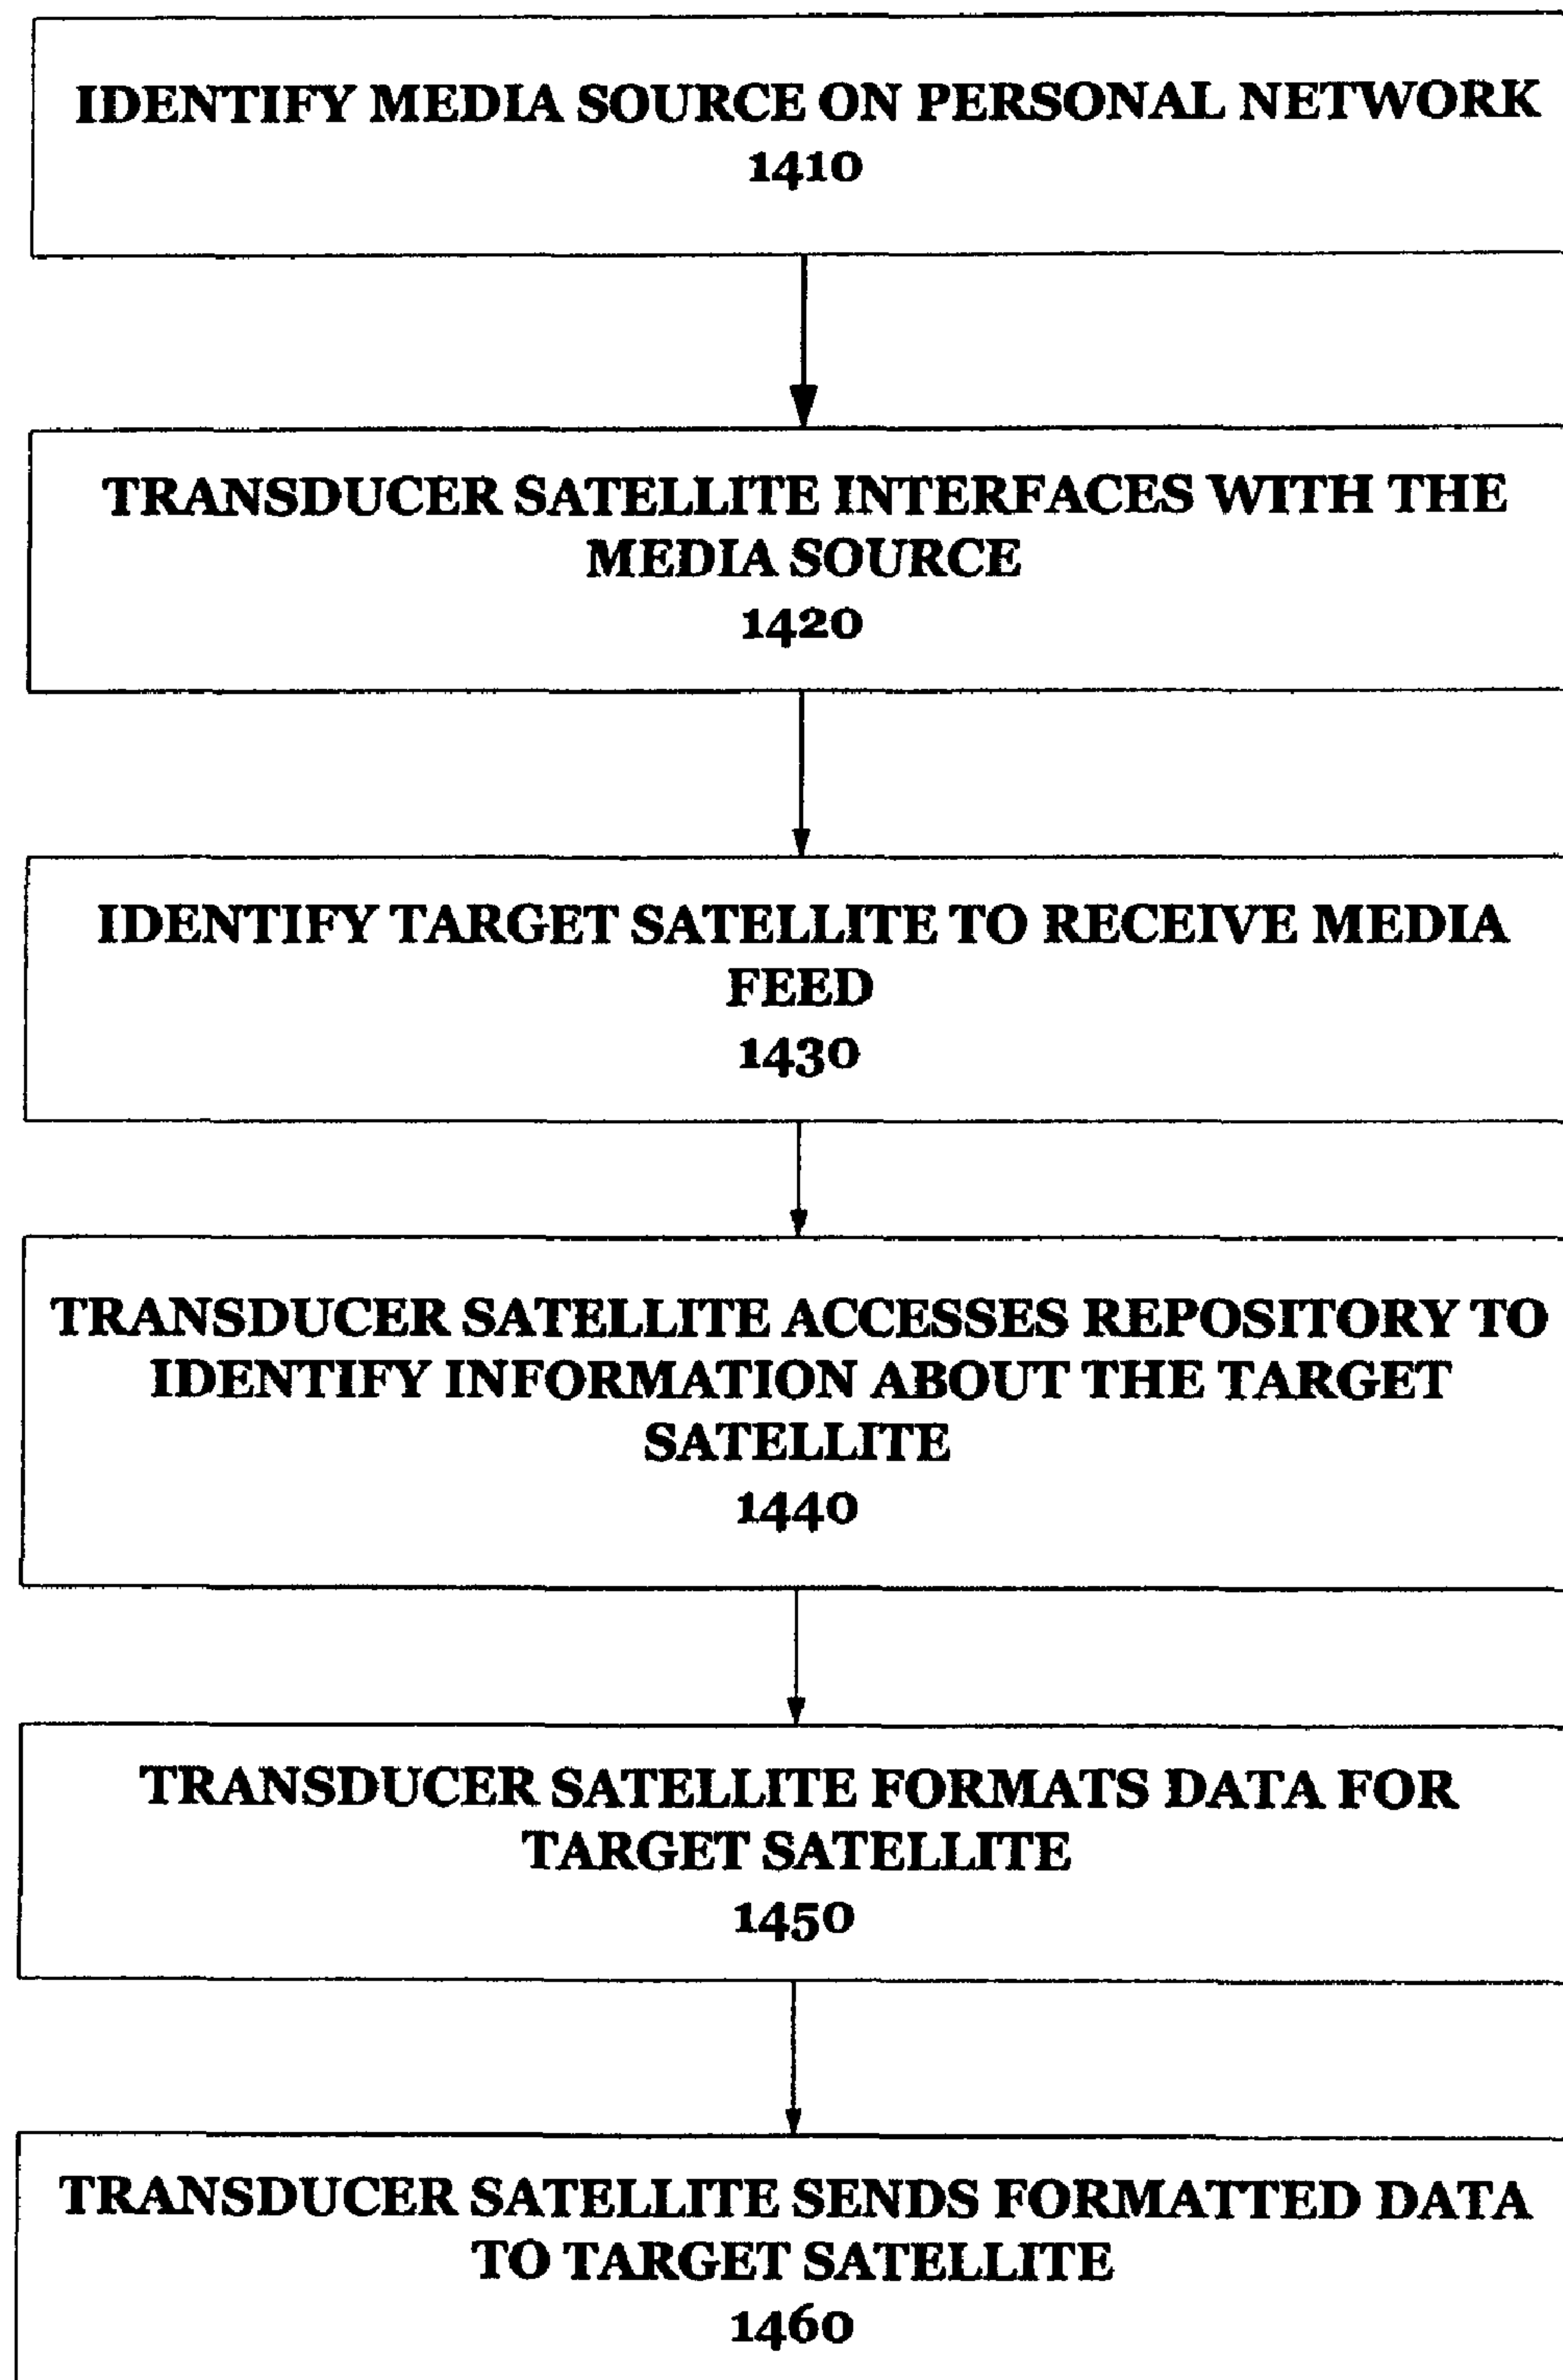 IDENTIFY MEDIA SOURCE ON PERSONAL NETWORK
1410
TRANSDUCER SATELLITE INTERFACES WITH THE
MEDIA SOURCE
1420
IDENTIFY TARGET SATELLITE TO RECEIVE MEDIA
FEED
1430
TRANSDUCER SATELLITE ACCESSES REPOSITORY TO
IDENTIFY INFORMATION ABOUT THE TARGET
SATELLITE
1440
TRANSDUCER SATELLITE FORMATS DATA FOR
TARGET SATELLITE
1450
TRANSDUCER SATELLITE SENDS FORMATTED DATA
TO TARGET SATELLITE
1460